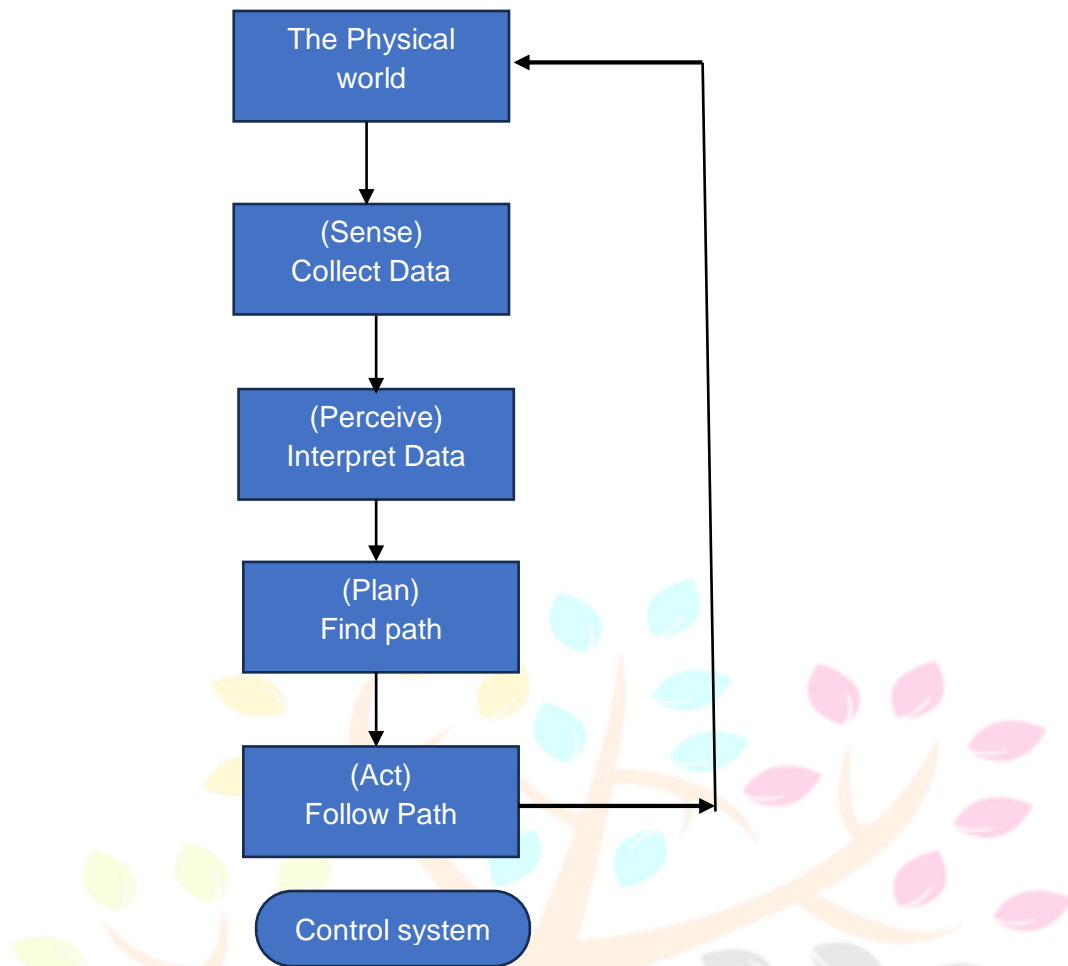 The Physical
world
(Sense)
Collect Data
(Perceive)
Interpret Data
(Plan)
Find path
(Act)
Follow Path
Control system